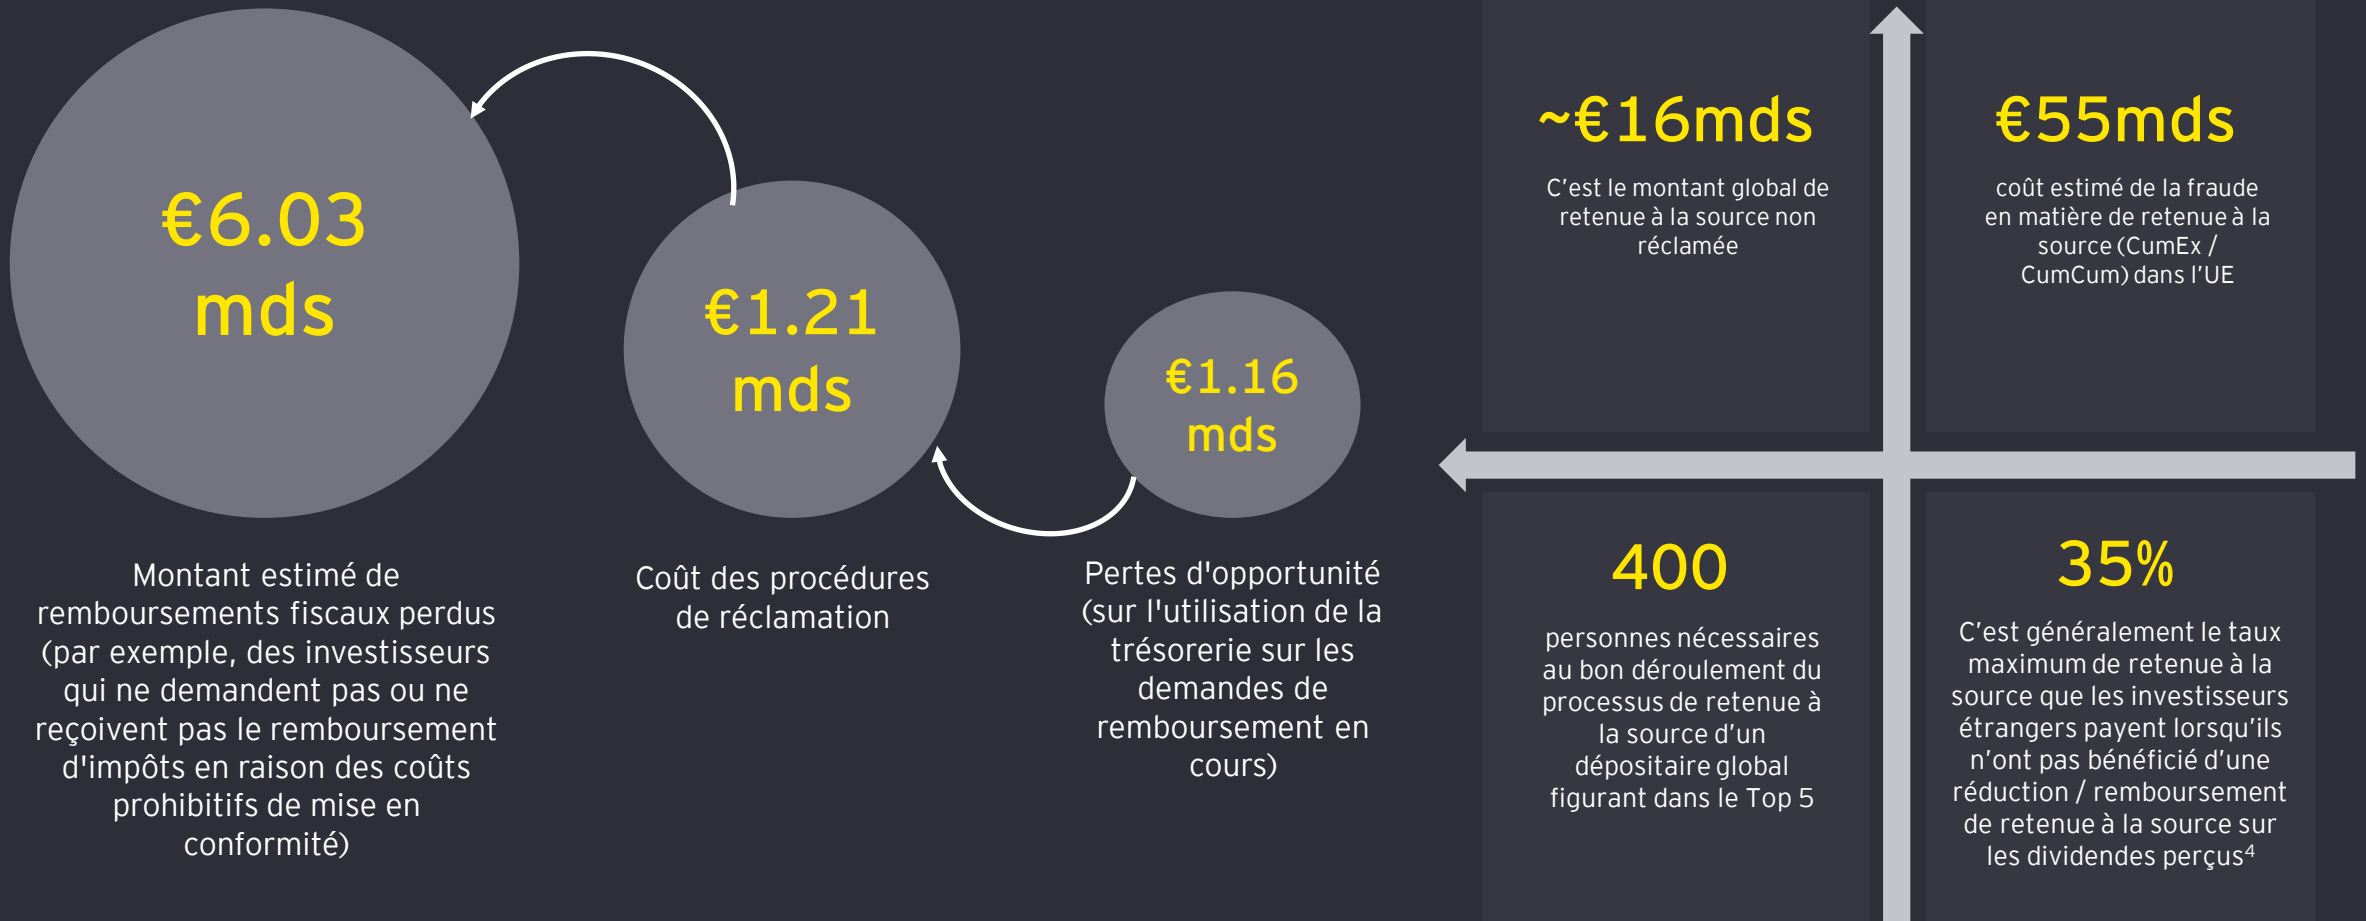 €6.03
mds
Montant estimé de
remboursements fiscaux perdus
(par exemple, des investisseurs
qui ne demandent pas ou ne
reçoivent pas le remboursement
d'impôts en raison des coûts
prohibitifs de mise en
conformité)
€1.21
mds
Coût des procédures
de réclamation
€1.16
mds
Pertes d'opportunité
(sur l'utilisation de la
trésorerie sur les
demandes de
remboursement en
cours)
~€16mds
C’est le montant global de
retenue à la source non
réclamée
€55mds
coût estimé de la fraude
en matière de retenue à la
source (CumEx /
CumCum) dans l’UE
400
personnes nécessaires
au bon déroulement du
processus de retenue à
la source d’un
dépositaire global
figurant dans le Top 5
35%
C’est généralement le taux
maximum de retenue à la
source que les investisseurs
étrangers payent lorsqu’ils
n’ont pas bénéficié d’une
réduction / remboursement
de retenue à la source sur
les dividendes perçus⁴